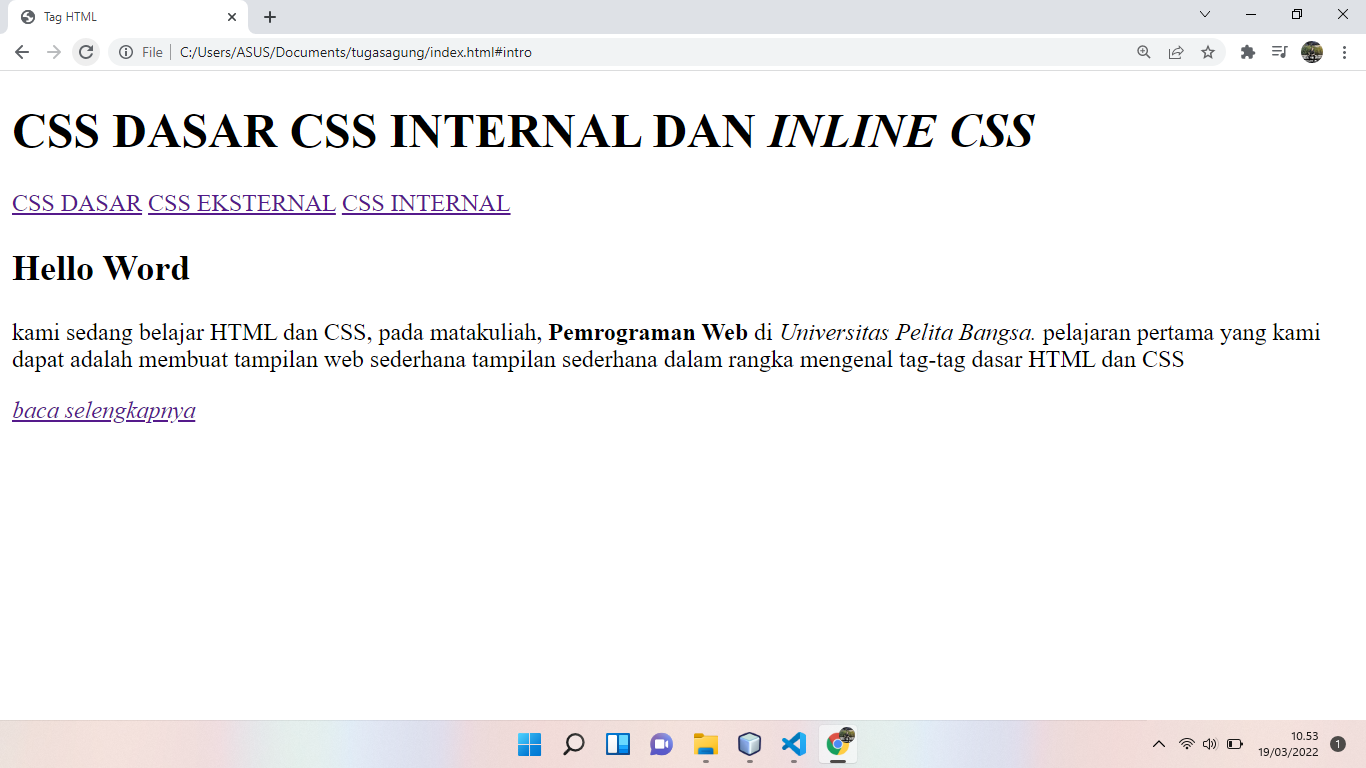 Tag HTML
File
C:/Users/ASUS/Documents/tugasagung/index.html#intro
CSS DASAR CSS INTERNAL DAN INLINE CSS
CSS DASAR CSS EKSTERNAL CSS INTERNAL
Hello Word
kami sedang belajar HTML dan CSS, pada matakuliah, Pemrograman Web di Universitas Pelita Bangsa. pelajaran pertama yang kami
dapat adalah membuat tampilan web sederhana tampilan sederhana dalam rangka mengenal tag-tag dasar HTML dan CSS
baca selengkapnya
10.53
19/03/2022
1